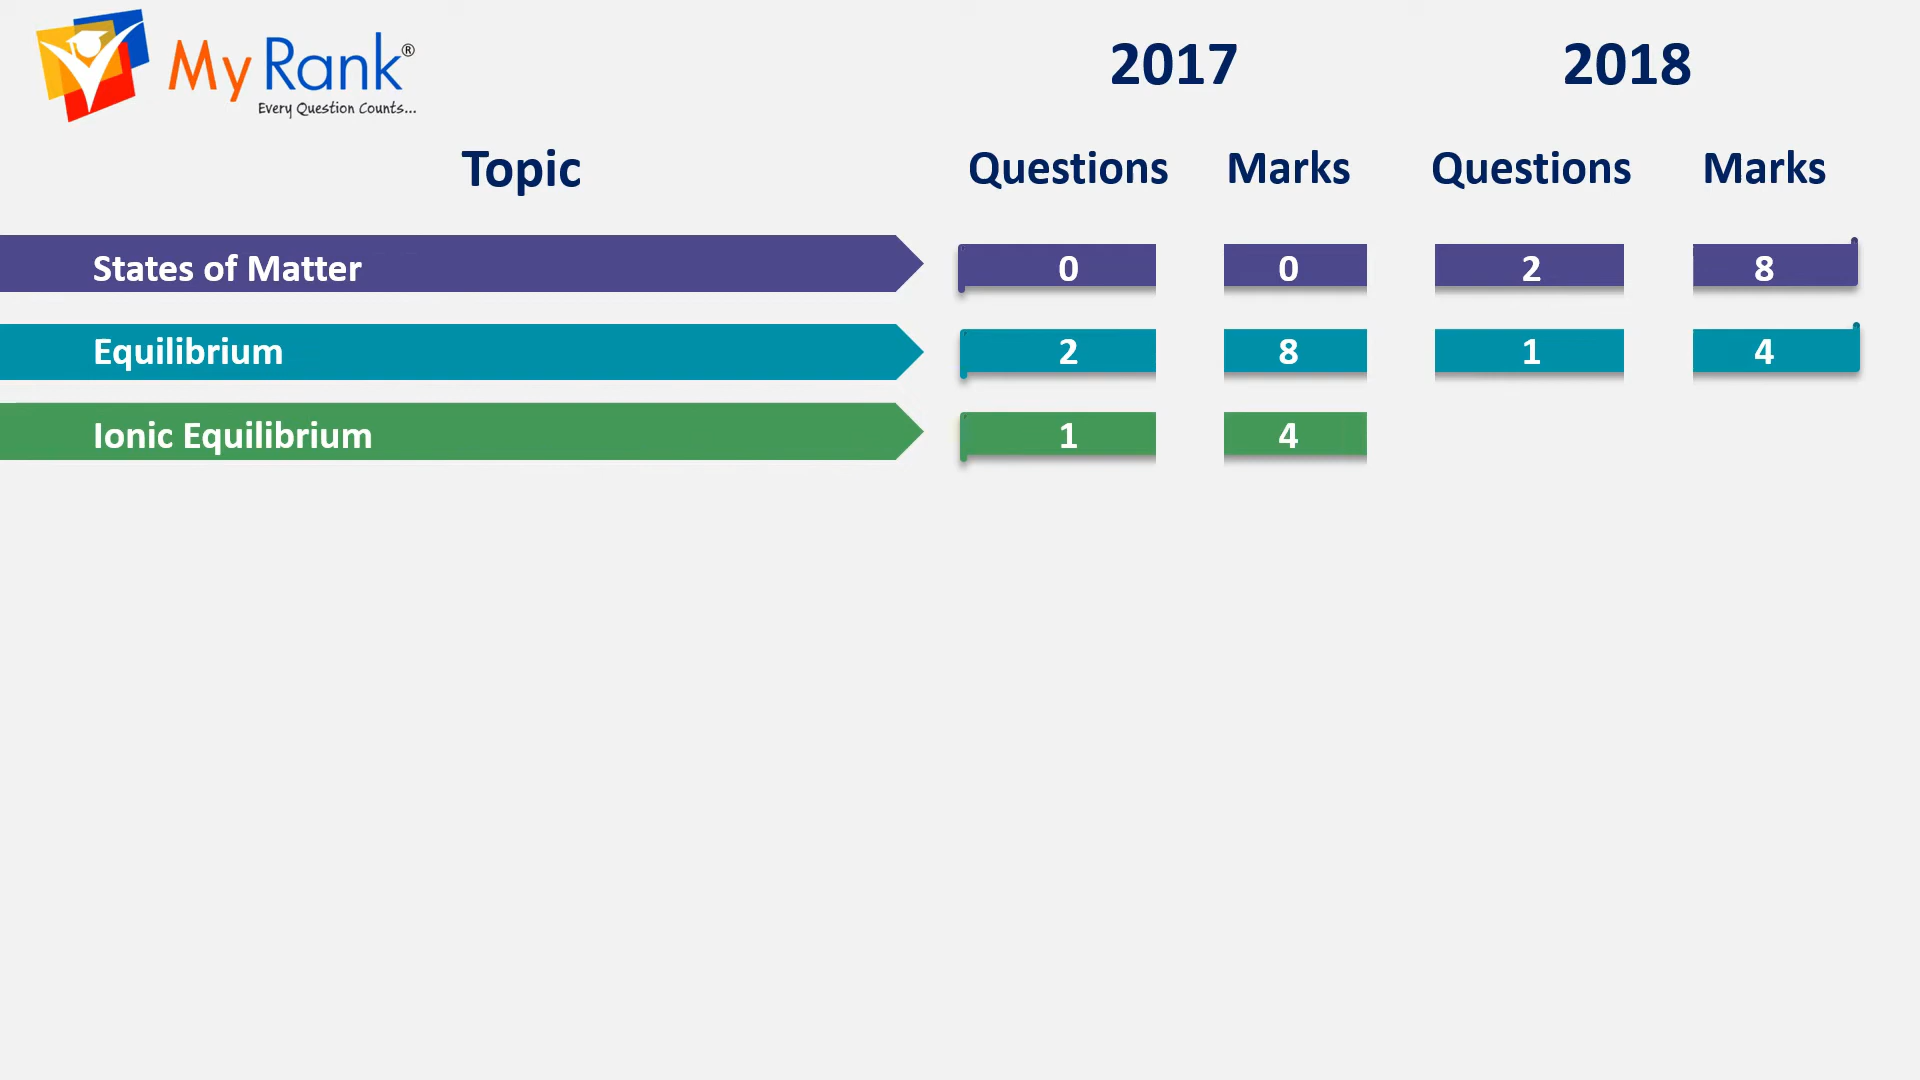 My Rank®
Every Question Counts...
2017 2018
Topic Questions Marks Questions Marks
States of Matter 0 0 2 8
Equilibrium 2 8 1 4
Ionic Equilibrium 1 4